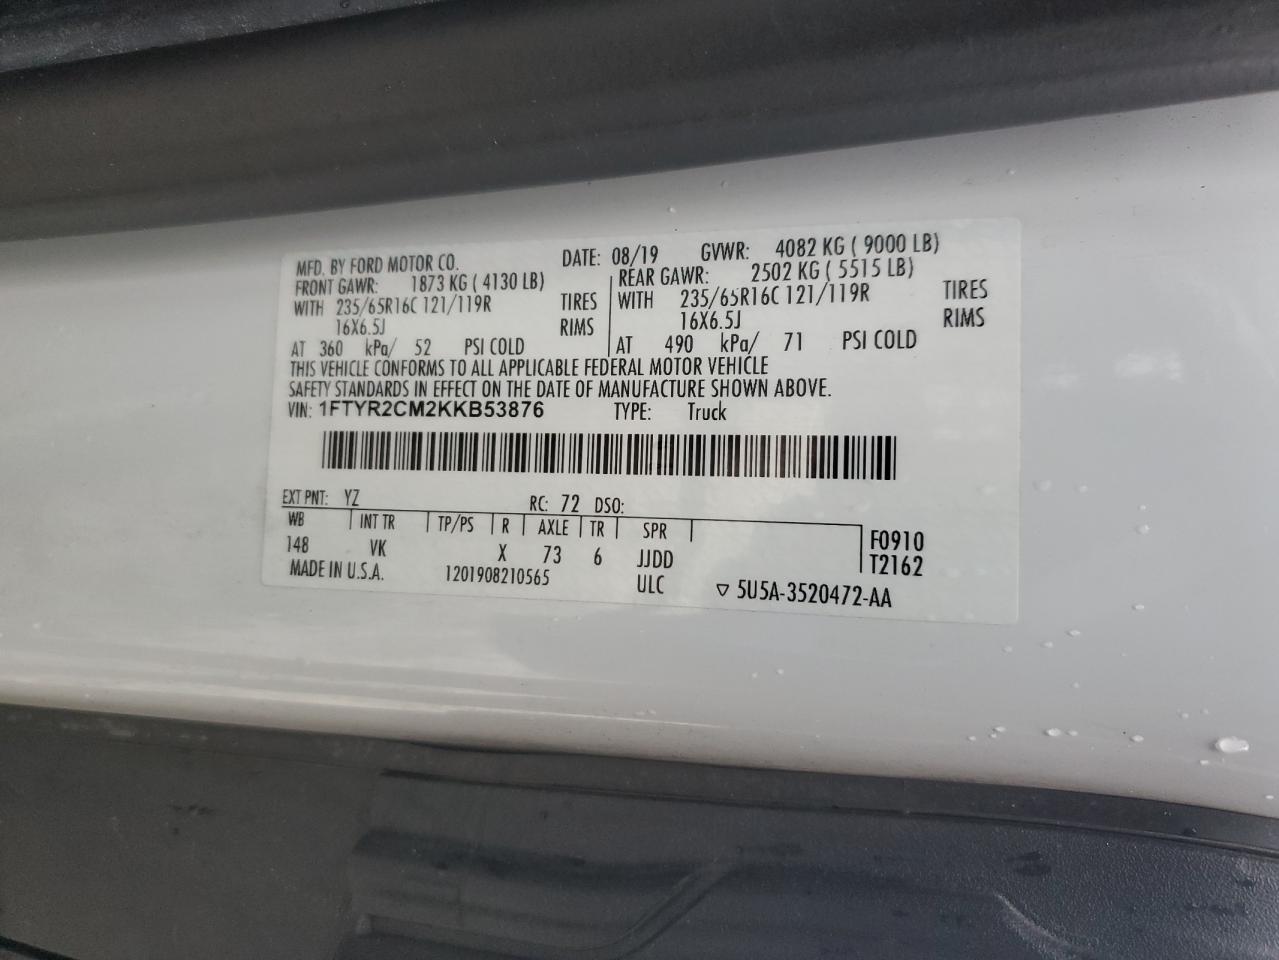 MFD. BY FORD MOTOR CO. DATE: 08/19 GVWR: 4082 KG ( 9000 LB)
FRONT GAWR: 1873 KG ( 4130 LB) REAR GAWR: 2502 KG ( 5515 LB)
WITH 235/65R16C 121/119R TIRES WITH 235/65R16C 121/119R TIRES
16X6.5J RIMS 16X6.5J RIMS
AT 360 kPa/ 52 PSI COLD AT 490 kPa/ 71 PSI COLD
THIS VEHICLE CONFORMS TO ALL APPLICABLE FEDERAL MOTOR VEHICLE
SAFETY STANDARDS IN EFFECT ON THE DATE OF MANUFACTURE SHOWN ABOVE.
VIN: 1FTYR2CM2KKB53876 TYPE: Truck
EXT PNT: YZ RC: 72 DSO:
WB INT TR TP/PS R AXLE TR SPR F0910
148 VK X 73 6 JJDD T2162
MADE IN U.S.A. 1201908210565 ULC ▽ 5U5A-3520472-AA